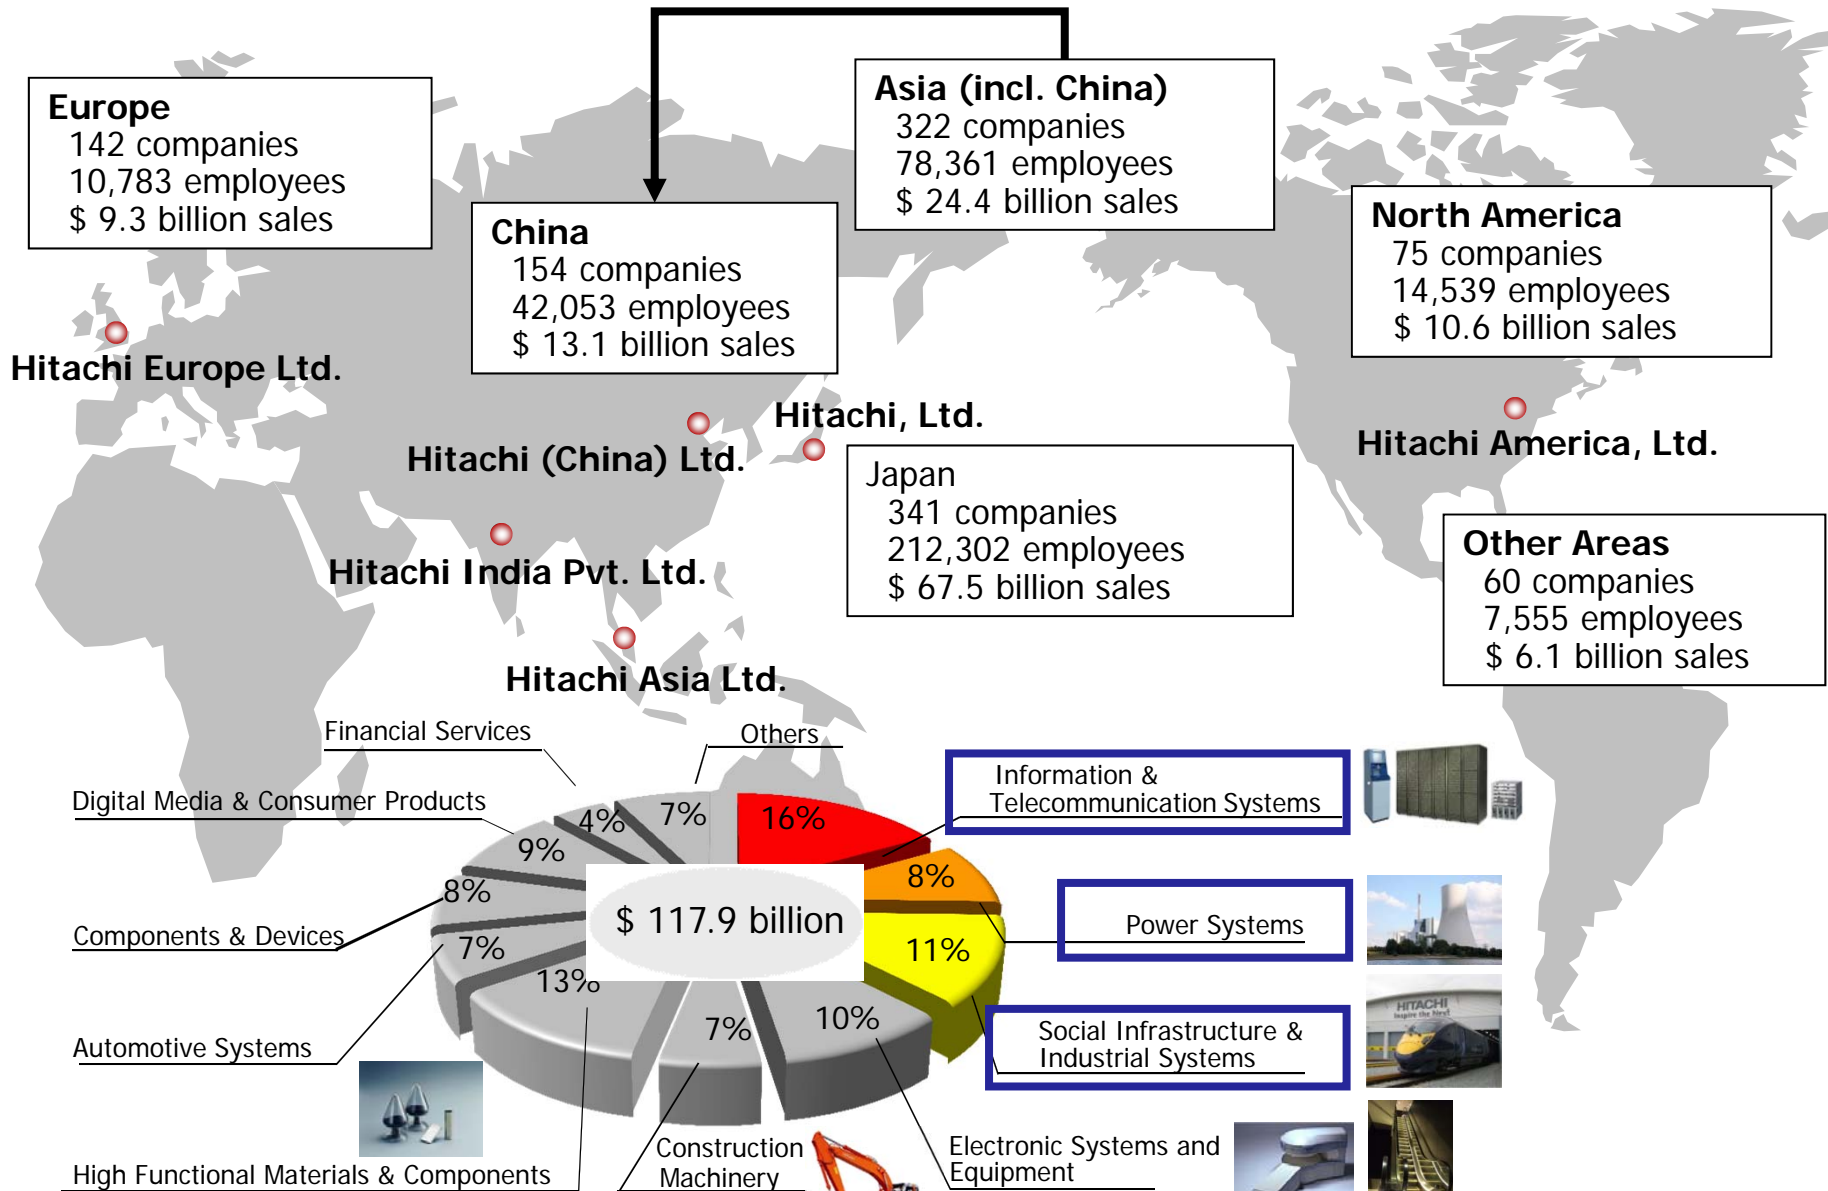 Europe
142 companies
10,783 employees
$ 9.3 billion sales
Asia (incl. China)
322 companies
78,361 employees
$ 24.4 billion sales
China
154 companies
42,053 employees
$ 13.1 billion sales
North America
75 companies
14,539 employees
$ 10.6 billion sales
Hitachi Europe Ltd.
Hitachi (China) Ltd.
Hitachi, Ltd.
Hitachi America, Ltd.
Japan
341 companies
212,302 employees
$ 67.5 billion sales
Hitachi India Pvt. Ltd.
Other Areas
60 companies
7,555 employees
$ 6.1 billion sales
Hitachi Asia Ltd.
Financial Services
Others
Information &
Telecommunication Systems
Digital Media & Consumer Products
4%
7%
16%
9%
8%
8%
$ 117.9 billion
Components & Devices
Power Systems
7%
11%
13%
7%
10%
Automotive Systems
Social Infrastructure &
Industrial Systems
HITACHI
Inspire the Next
High Functional Materials & Components
Construction
Machinery
Electronic Systems and
Equipment